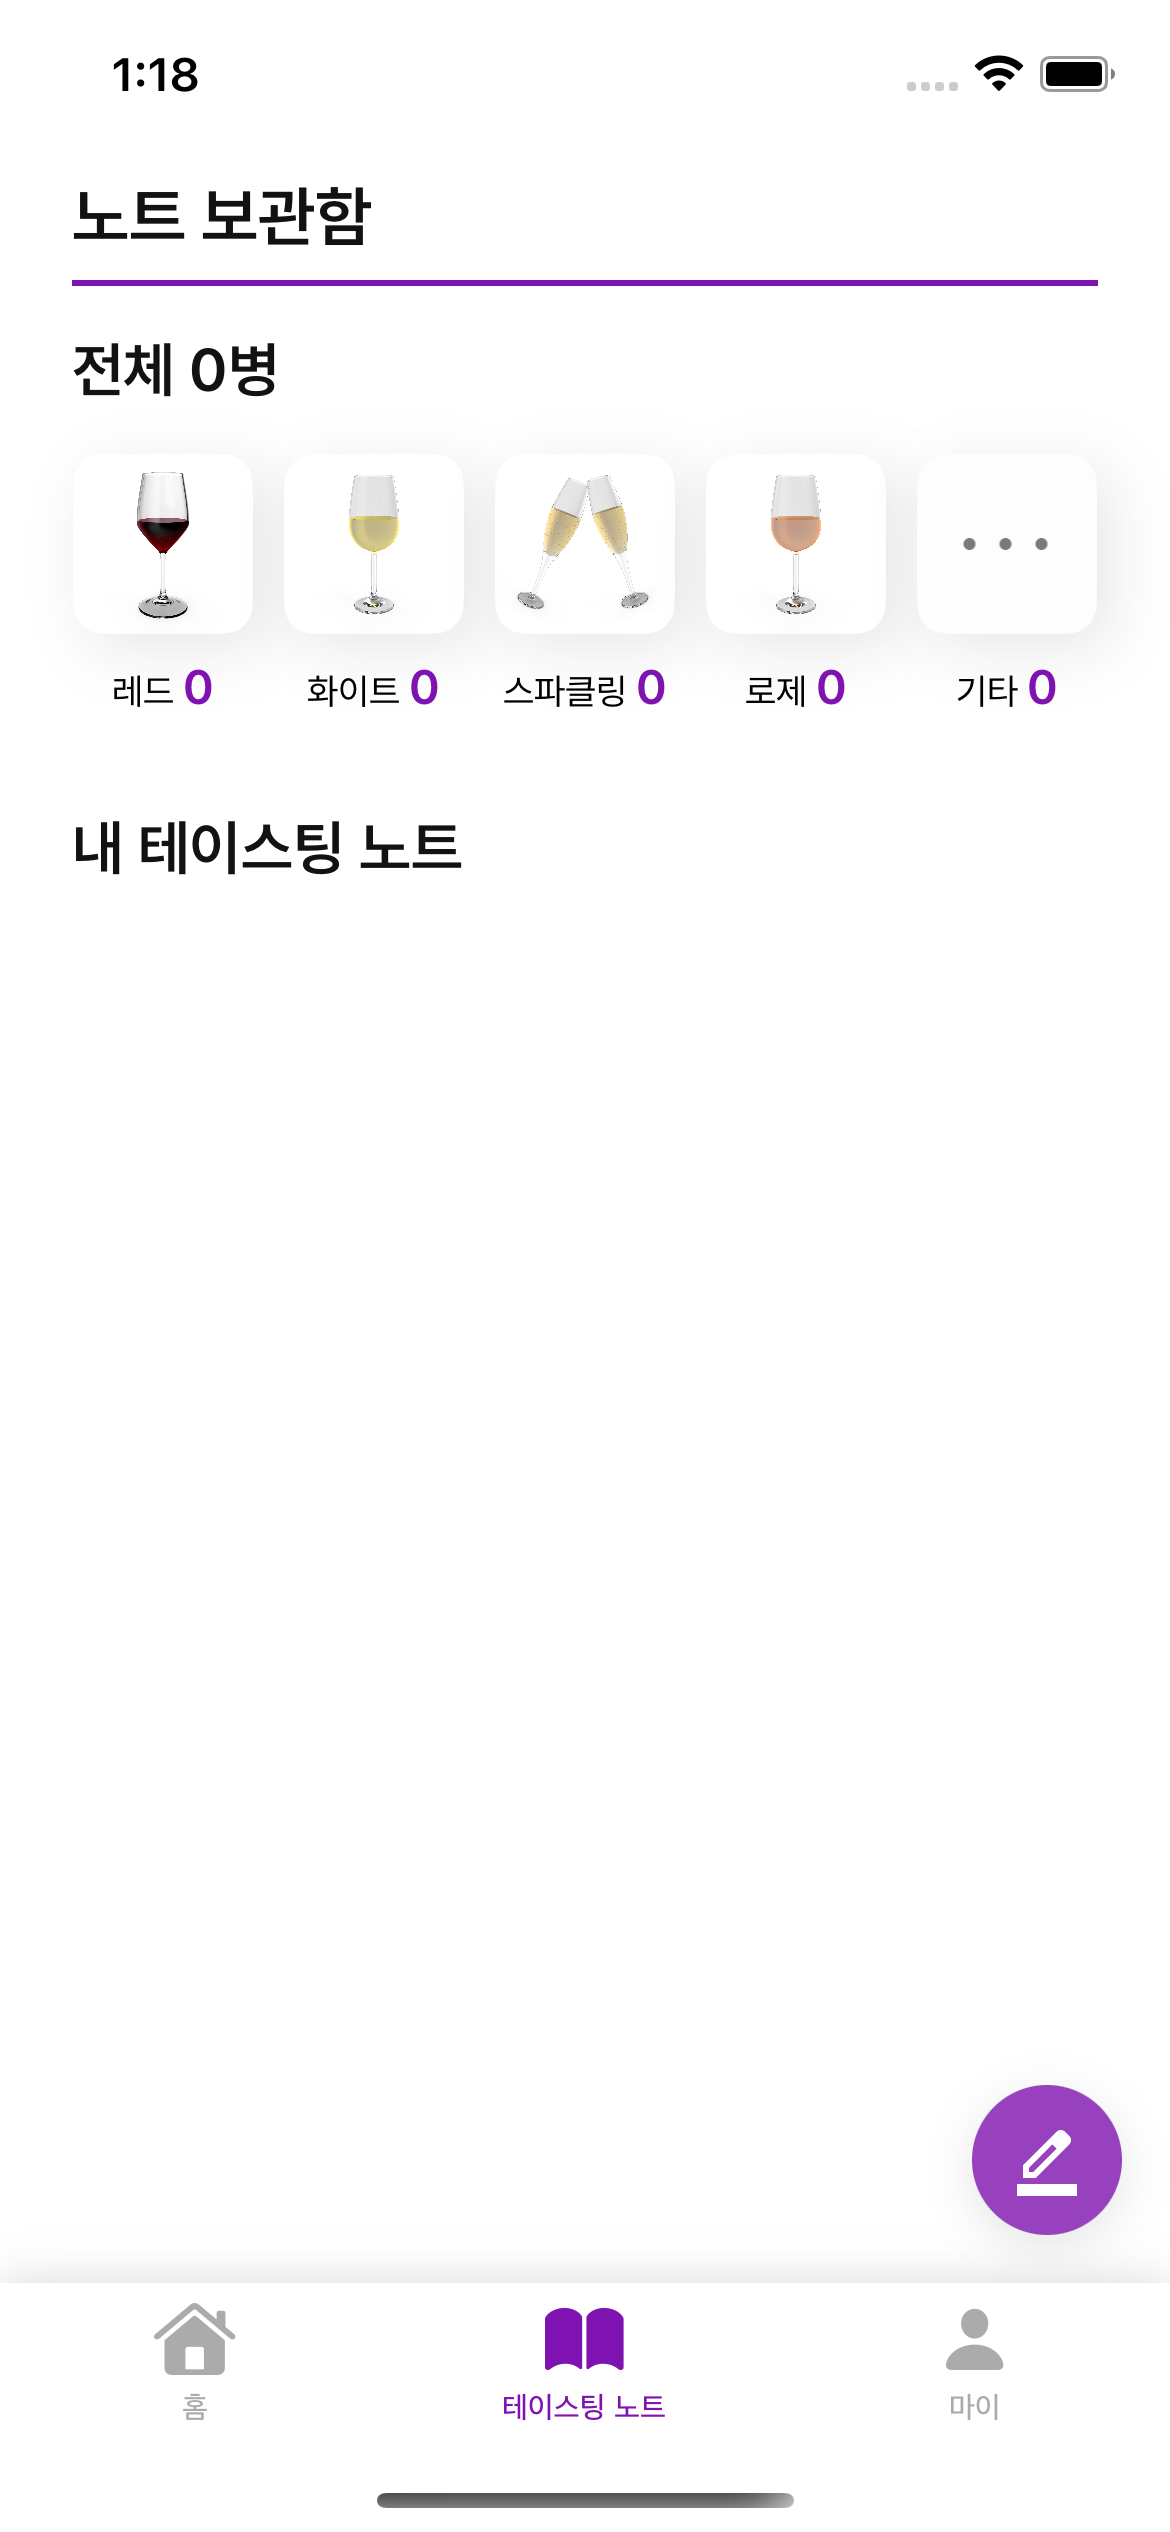 1:18
노트 보관함
전체 0병
레드 0 화이트 0 스파클링 0 로제 0 기타 0
내 테이스팅 노트
홈 테이스팅 노트 마이